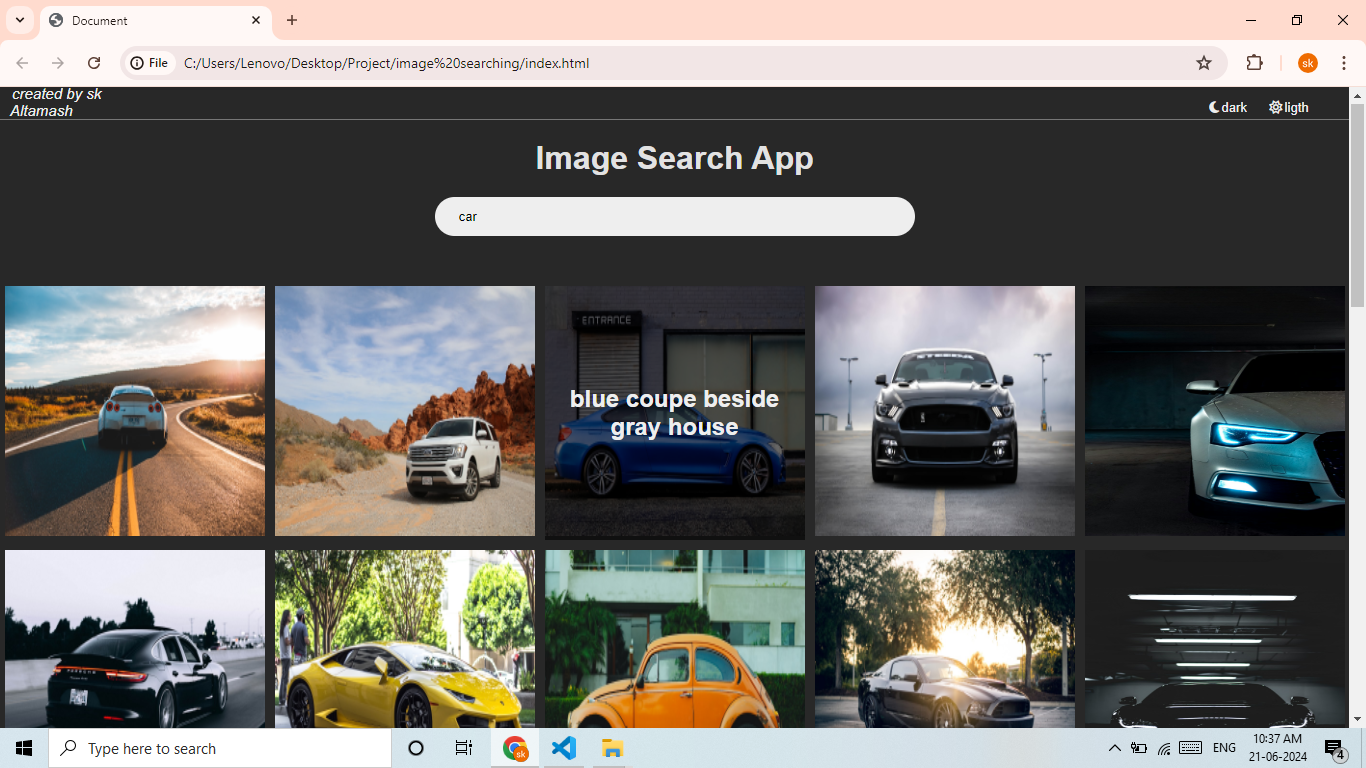 Document
File
C:/Users/Lenovo/Desktop/Project/image%20searching/index.html
sk
created by sk
Altamash
dark
ligth
Image Search App
car
ENTRANCE
blue coupe beside
gray house
PORSCHE
Type here to search
sk
ENG
10:37 AM
21-06-2024
4